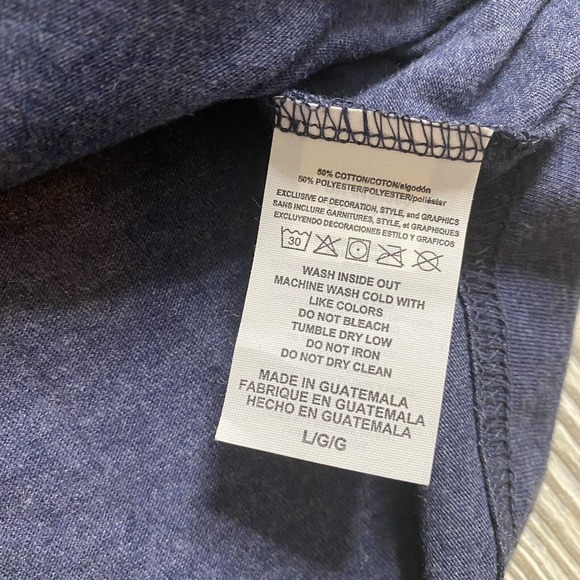 50% COTTON/COTON/algodón
50% POLYESTER/POLYESTER/poliéster
EXCLUSIVE OF DECORATION, STYLE, and GRAPHICS
SANS INCLURE GARNITURES, STYLE, et GRAPHIQUES
EXCLUYENDO DECORACIONES ESTILO Y GRAFICOS
30
WASH INSIDE OUT
MACHINE WASH COLD WITH
LIKE COLORS
DO NOT BLEACH
TUMBLE DRY LOW
DO NOT IRON
DO NOT DRY CLEAN
MADE IN GUATEMALA
FABRIQUE EN GUATEMALA
HECHO EN GUATEMALA
L/G/G